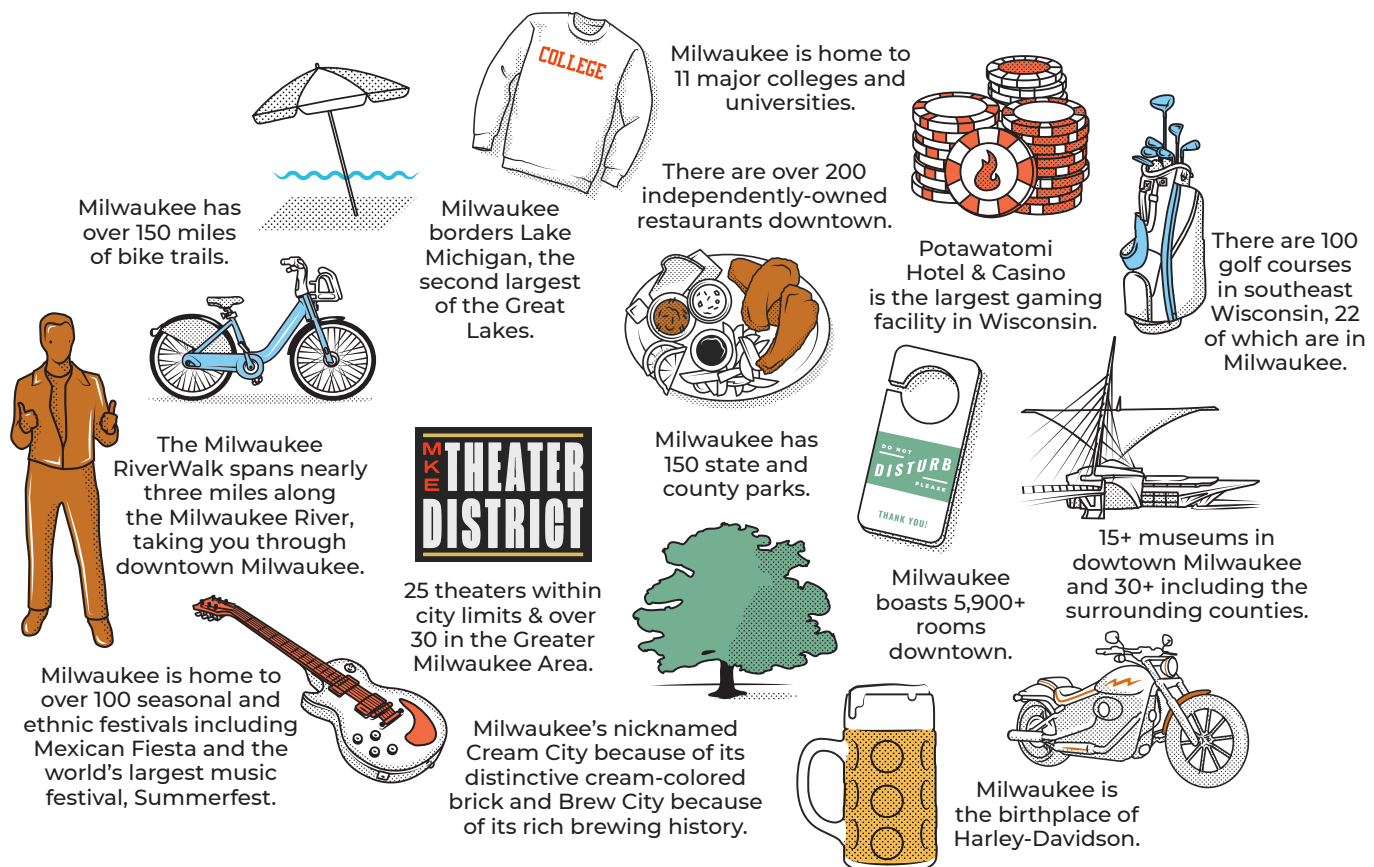 COLLEGE
Milwaukee is home to
11 major colleges and
universities.
Milwaukee has
over 150 miles
of bike trails.
Milwaukee
borders Lake
Michigan, the
second largest
of the Great
Lakes.
There are over 200
independently-owned
restaurants downtown.
Potawatomi
Hotel & Casino
is the largest gaming
facility in Wisconsin.
There are 100
golf courses
in southeast
Wisconsin, 22
of which are in
Milwaukee.
The Milwaukee
RiverWalk spans nearly
three miles along
the Milwaukee River,
taking you through
downtown Milwaukee.
MKE
THEATER
DISTRICT
25 theaters within
city limits & over
30 in the Greater
Milwaukee Area.
Milwaukee has
150 state and
county parks.
DO NOT
DISTURB
PLEASE
THANK YOU!
Milwaukee
boasts 5,900+
rooms
downtown.
15+ museums in
dowtown Milwaukee
and 30+ including the
surrounding counties.
Milwaukee is home to
over 100 seasonal and
ethnic festivals including
Mexican Fiesta and the
world's largest music
festival, Summerfest.
Milwaukee's nicknamed
Cream City because of its
distinctive cream-colored
brick and Brew City because
of its rich brewing history.
Milwaukee is
the birthplace of
Harley-Davidson.